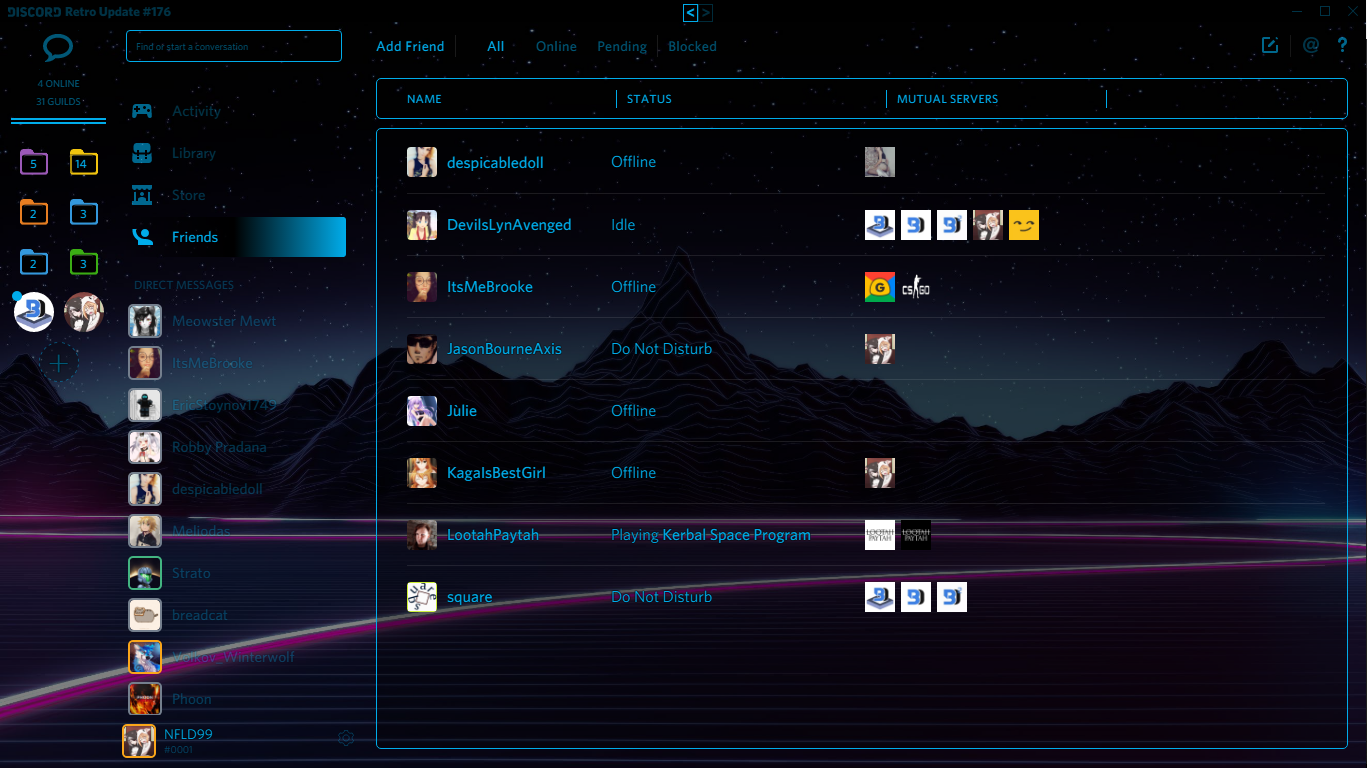 DISCORD Retro Update #176
< >
4 ONLINE
31 GUILDS
5
14
2
3
2
3
Find or start a conversation
Activity
Library
Store
Friends
DIRECT MESSAGES
Meowster Mewt
ItsMeBrooke
EricStoynov1749
Robby Pradana
despicabledoll
Meliodas
Strato
breadcat
Volkov_Winterwolf
Phoon
NFLD99
#0001
Add Friend All Online Pending Blocked @ ?
NAME STATUS MUTUAL SERVERS
despicabledoll Offline
DevilsLynAvenged Idle
ItsMeBrooke Offline CS GO
JasonBourneAxis Do Not Disturb
Jùlie Offline
KagaIsBestGirl Offline
LootahPaytah Playing Kerbal Space Program LOOTAH PAYTAH LOOTAH PAYTAH
square Do Not Disturb